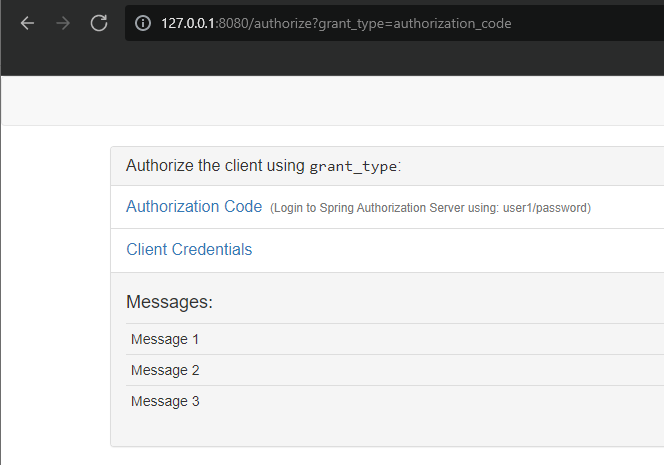 127.0.0.1:8080/authorize?grant_type=authorization_code
Authorize the client using grant_type:
Authorization Code (Login to Spring Authorization Server using: user1/password)
Client Credentials
Messages:
Message 1
Message 2
Message 3